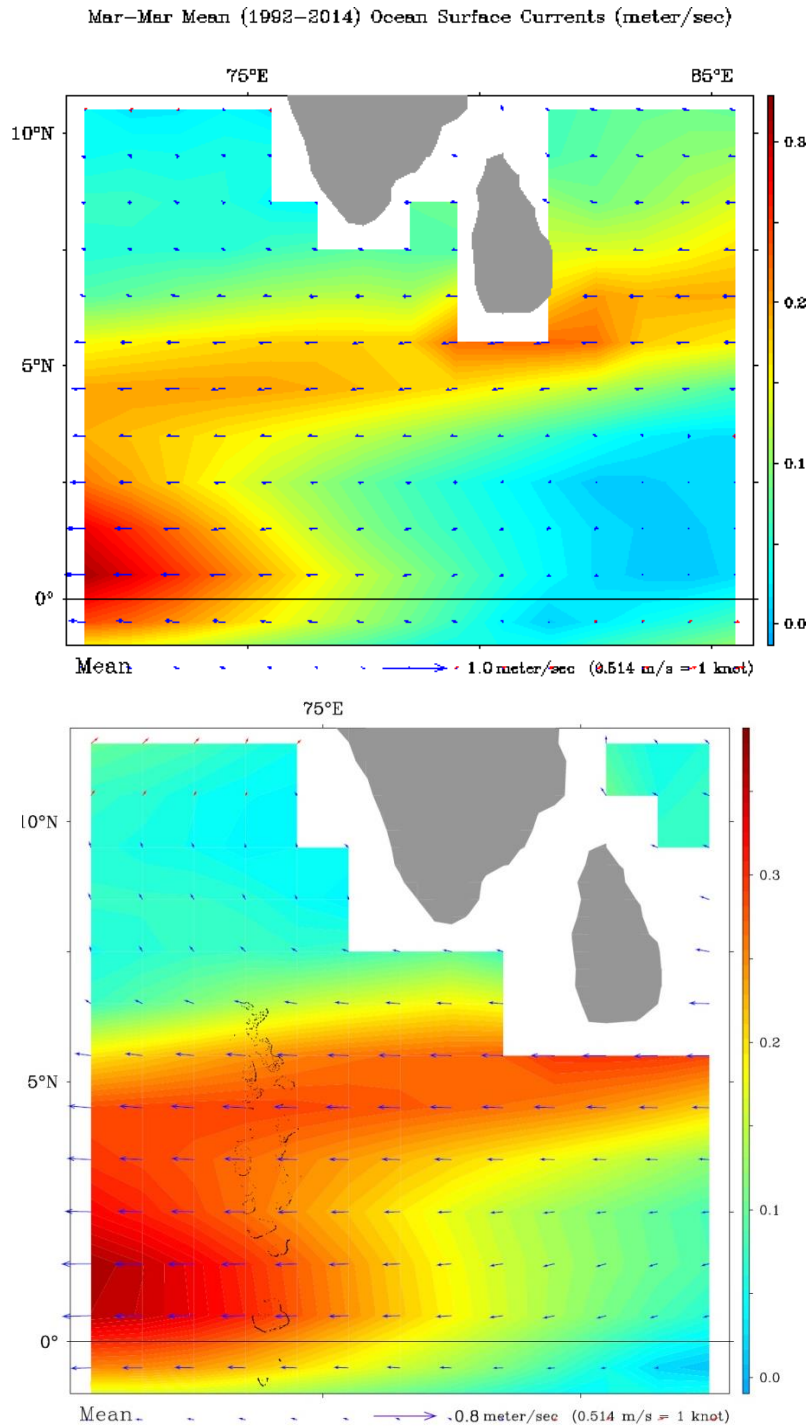 Mar-Mar Mean (1992-2014) Ocean Surface Currents (meter/sec)
75°E 85°E
10°N
5°N
0°
0.2
0.1
0.0
Mean 1.0 meter/sec (0.514 m/s = 1 knot)
75°E
10°N
5°N
0°
0.3
0.2
0.1
0.0
Mean 0.8 meter/sec (0.514 m/s = 1 knot)